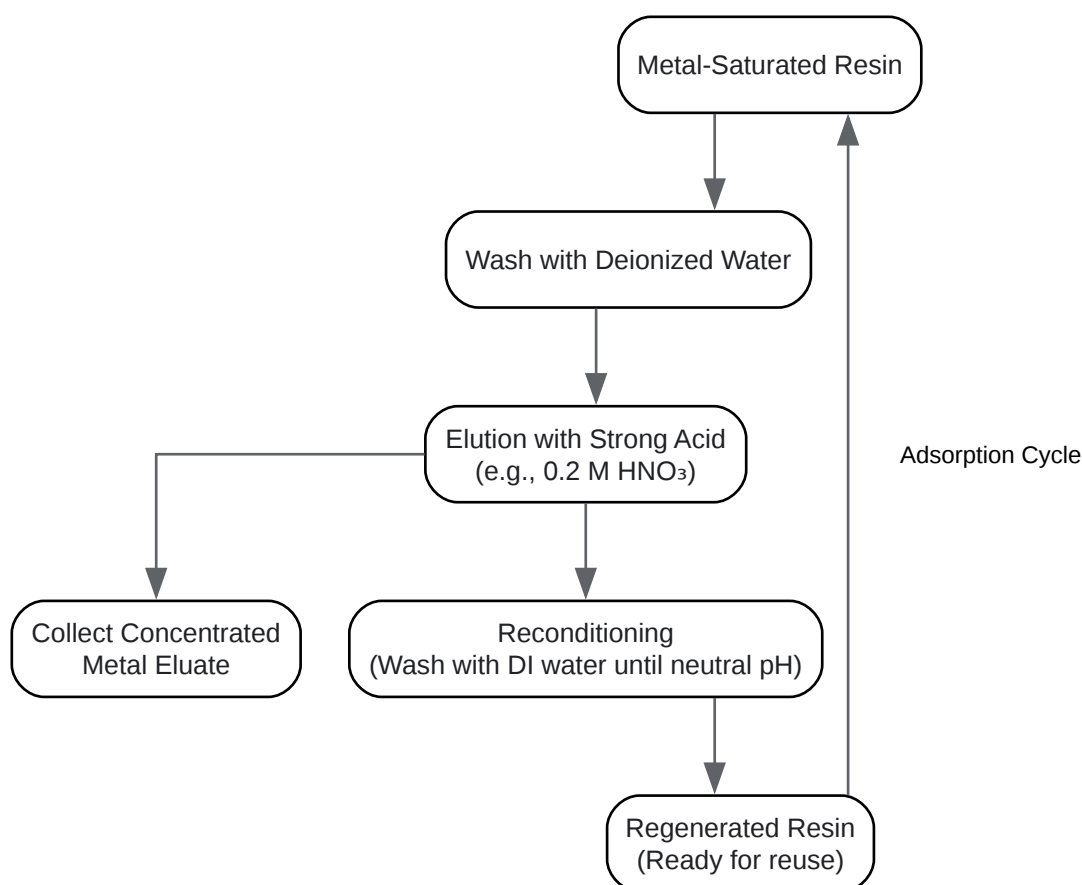 Metal-Saturated Resin
Wash with Deionized Water
Elution with Strong Acid
(e.g., 0.2 M HNO₃)
Adsorption Cycle
Collect Concentrated
Metal Eluate
Reconditioning
(Wash with DI water until neutral pH)
Regenerated Resin
(Ready for reuse)